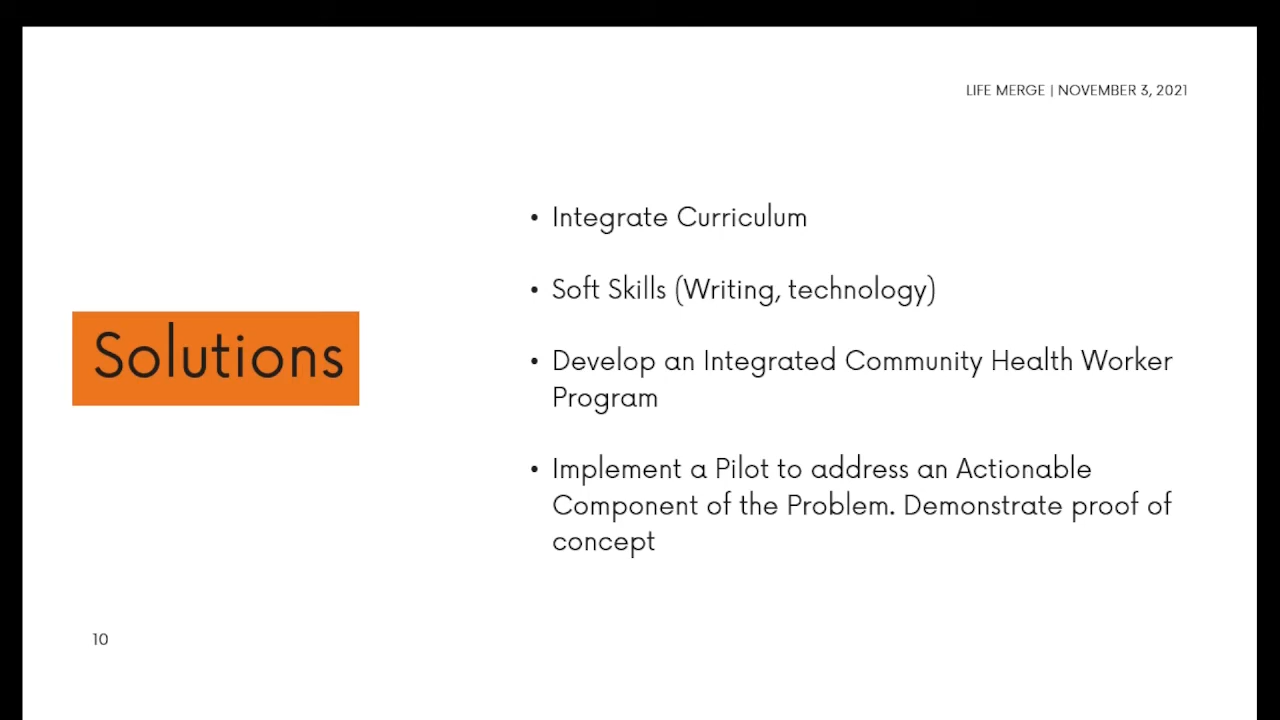 LIFE MERGE | NOVEMBER 3, 2021
Solutions
• Integrate Curriculum
• Soft Skills (Writing, technology)
• Develop an Integrated Community Health Worker
Program
• Implement a Pilot to address an Actionable
Component of the Problem. Demonstrate proof of
concept
10